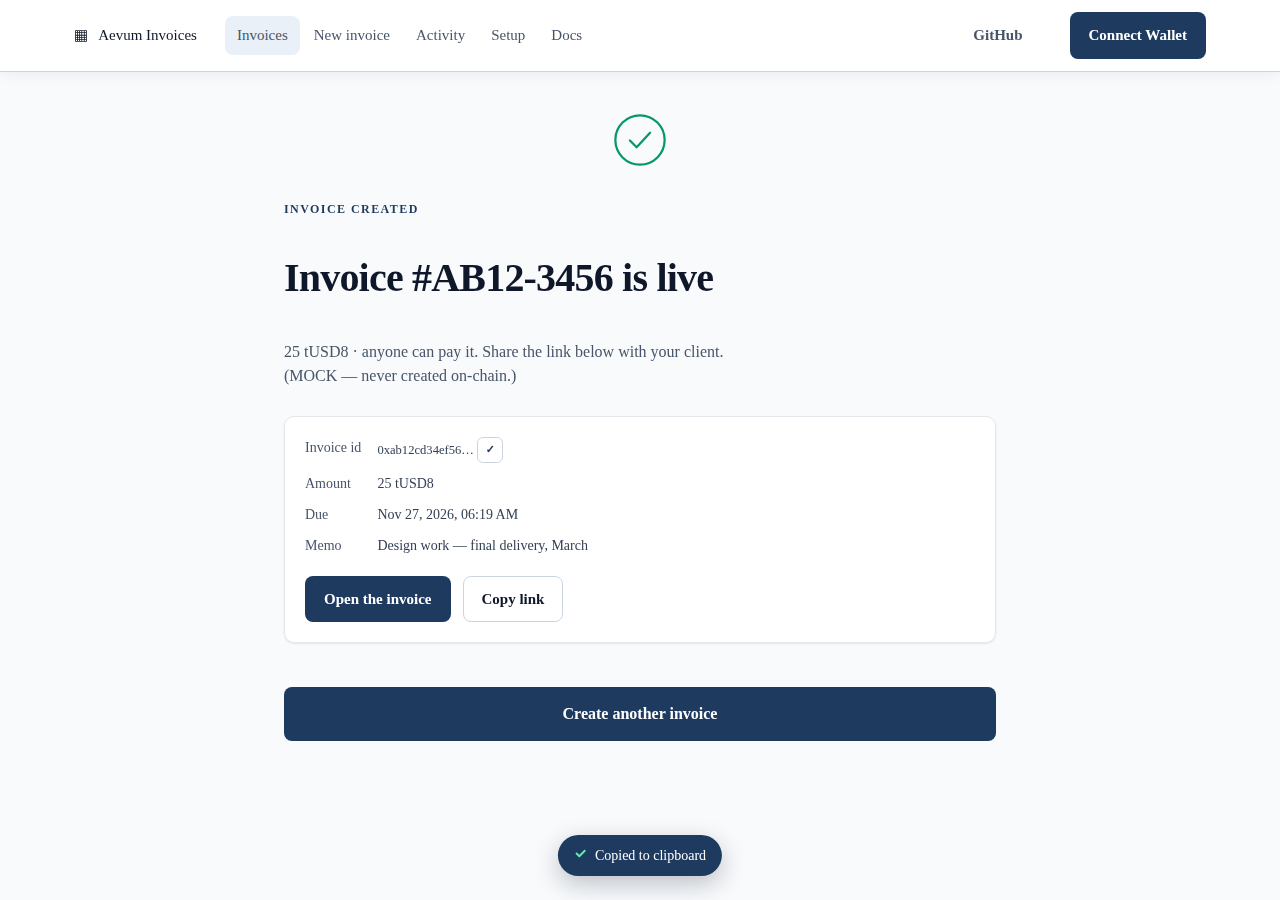 Aevum Invoices
Invoices
New invoice
Activity
Setup
Docs
GitHub
Connect Wallet
INVOICE CREATED
Invoice #AB12-3456 is live
25 tUSD8 · anyone can pay it. Share the link below with your client.
(MOCK — never created on-chain.)
Invoice id 0xab12cd34ef56… ✓
Amount 25 tUSD8
Due Nov 27, 2026, 06:19 AM
Memo Design work — final delivery, March
Open the invoice
Copy link
Create another invoice
Copied to clipboard